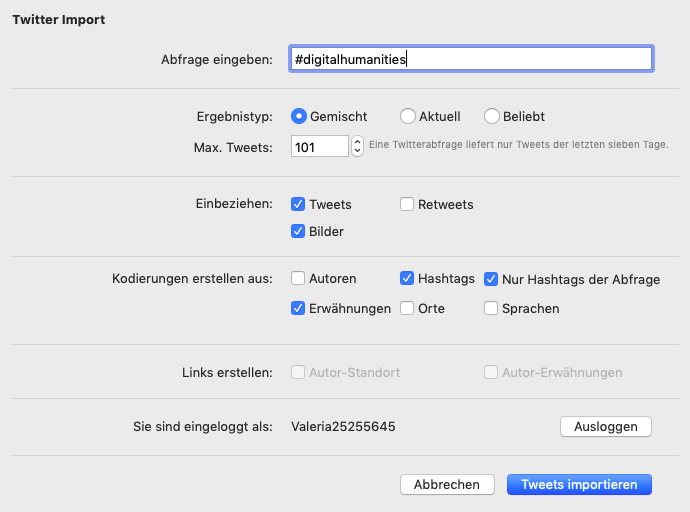 Twitter Import
Abfrage eingeben: #digitalhumanities
Ergebnistyp: Gemischt Aktuell Beliebt
Max. Tweets: 101 Eine Twitterabfrage liefert nur Tweets der letzten sieben Tage.
Einbeziehen: Tweets Retweets
Bilder
Kodierungen erstellen aus: Autoren Hashtags Nur Hashtags der Abfrage
Erwähnungen Orte Sprachen
Links erstellen: Autor-Standort Autor-Erwähnungen
Sie sind eingeloggt als: Valeria25255645 Ausloggen
Abbrechen Tweets importieren